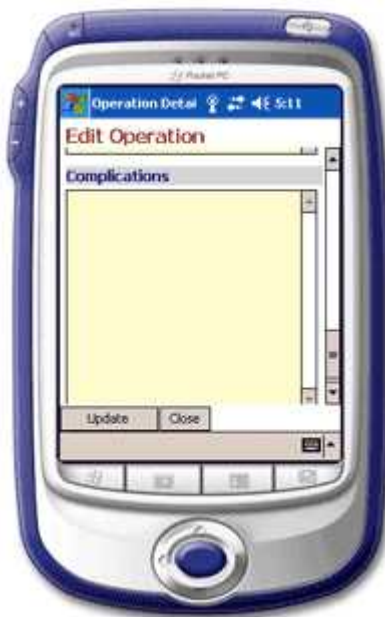 Pocket PC
Operation Detai 5:11
Edit Operation
Complications
Update Close